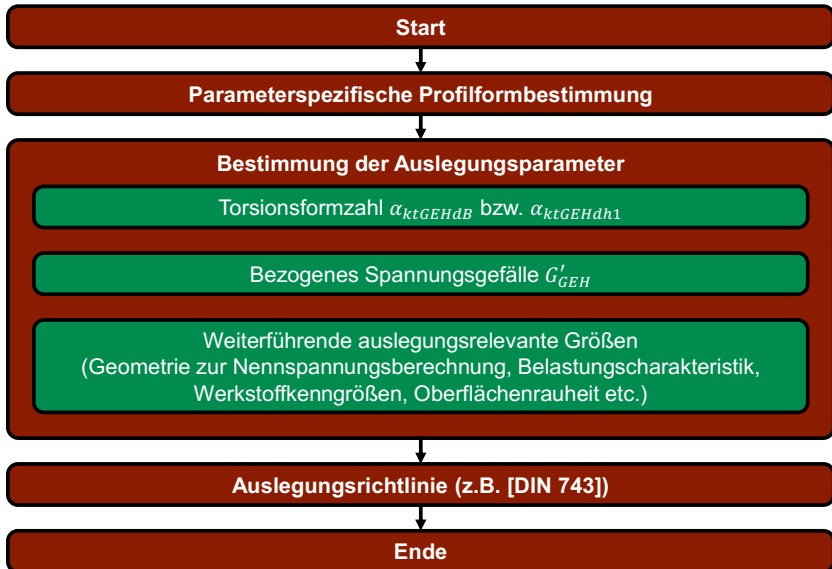 Start
Parameterspezifische Profilformbestimmung
Bestimmung der Auslegungsparameter
Torsionsformzahl α_ktGEHdB bzw. α_ktGEHdh1
Bezogenes Spannungsgefälle G'_GEH
Weiterführende auslegungsrelevante Größen
(Geometrie zur Nennspannungsberechnung, Belastungscharakteristik,
Werkstoffkenngrößen, Oberflächenrauheit etc.)
Auslegungsrichtlinie (z.B. [DIN 743])
Ende